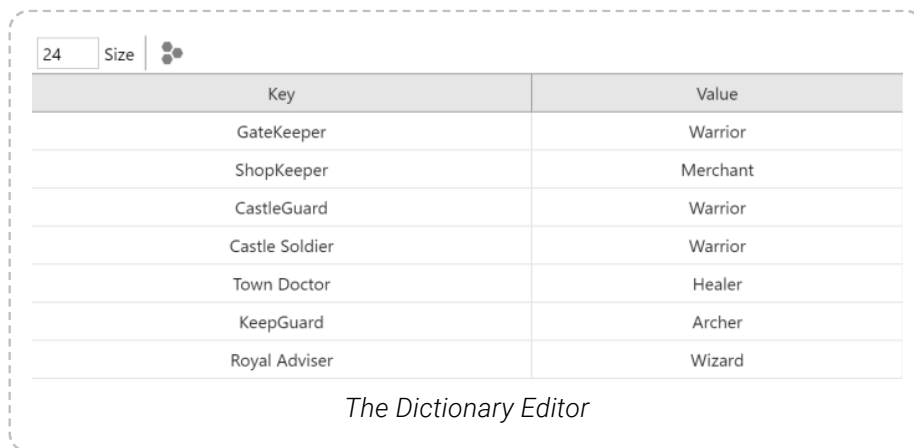 24 Size
Key Value
GateKeeper Warrior
ShopKeeper Merchant
CastleGuard Warrior
Castle Soldier Warrior
Town Doctor Healer
KeepGuard Archer
Royal Adviser Wizard
The Dictionary Editor